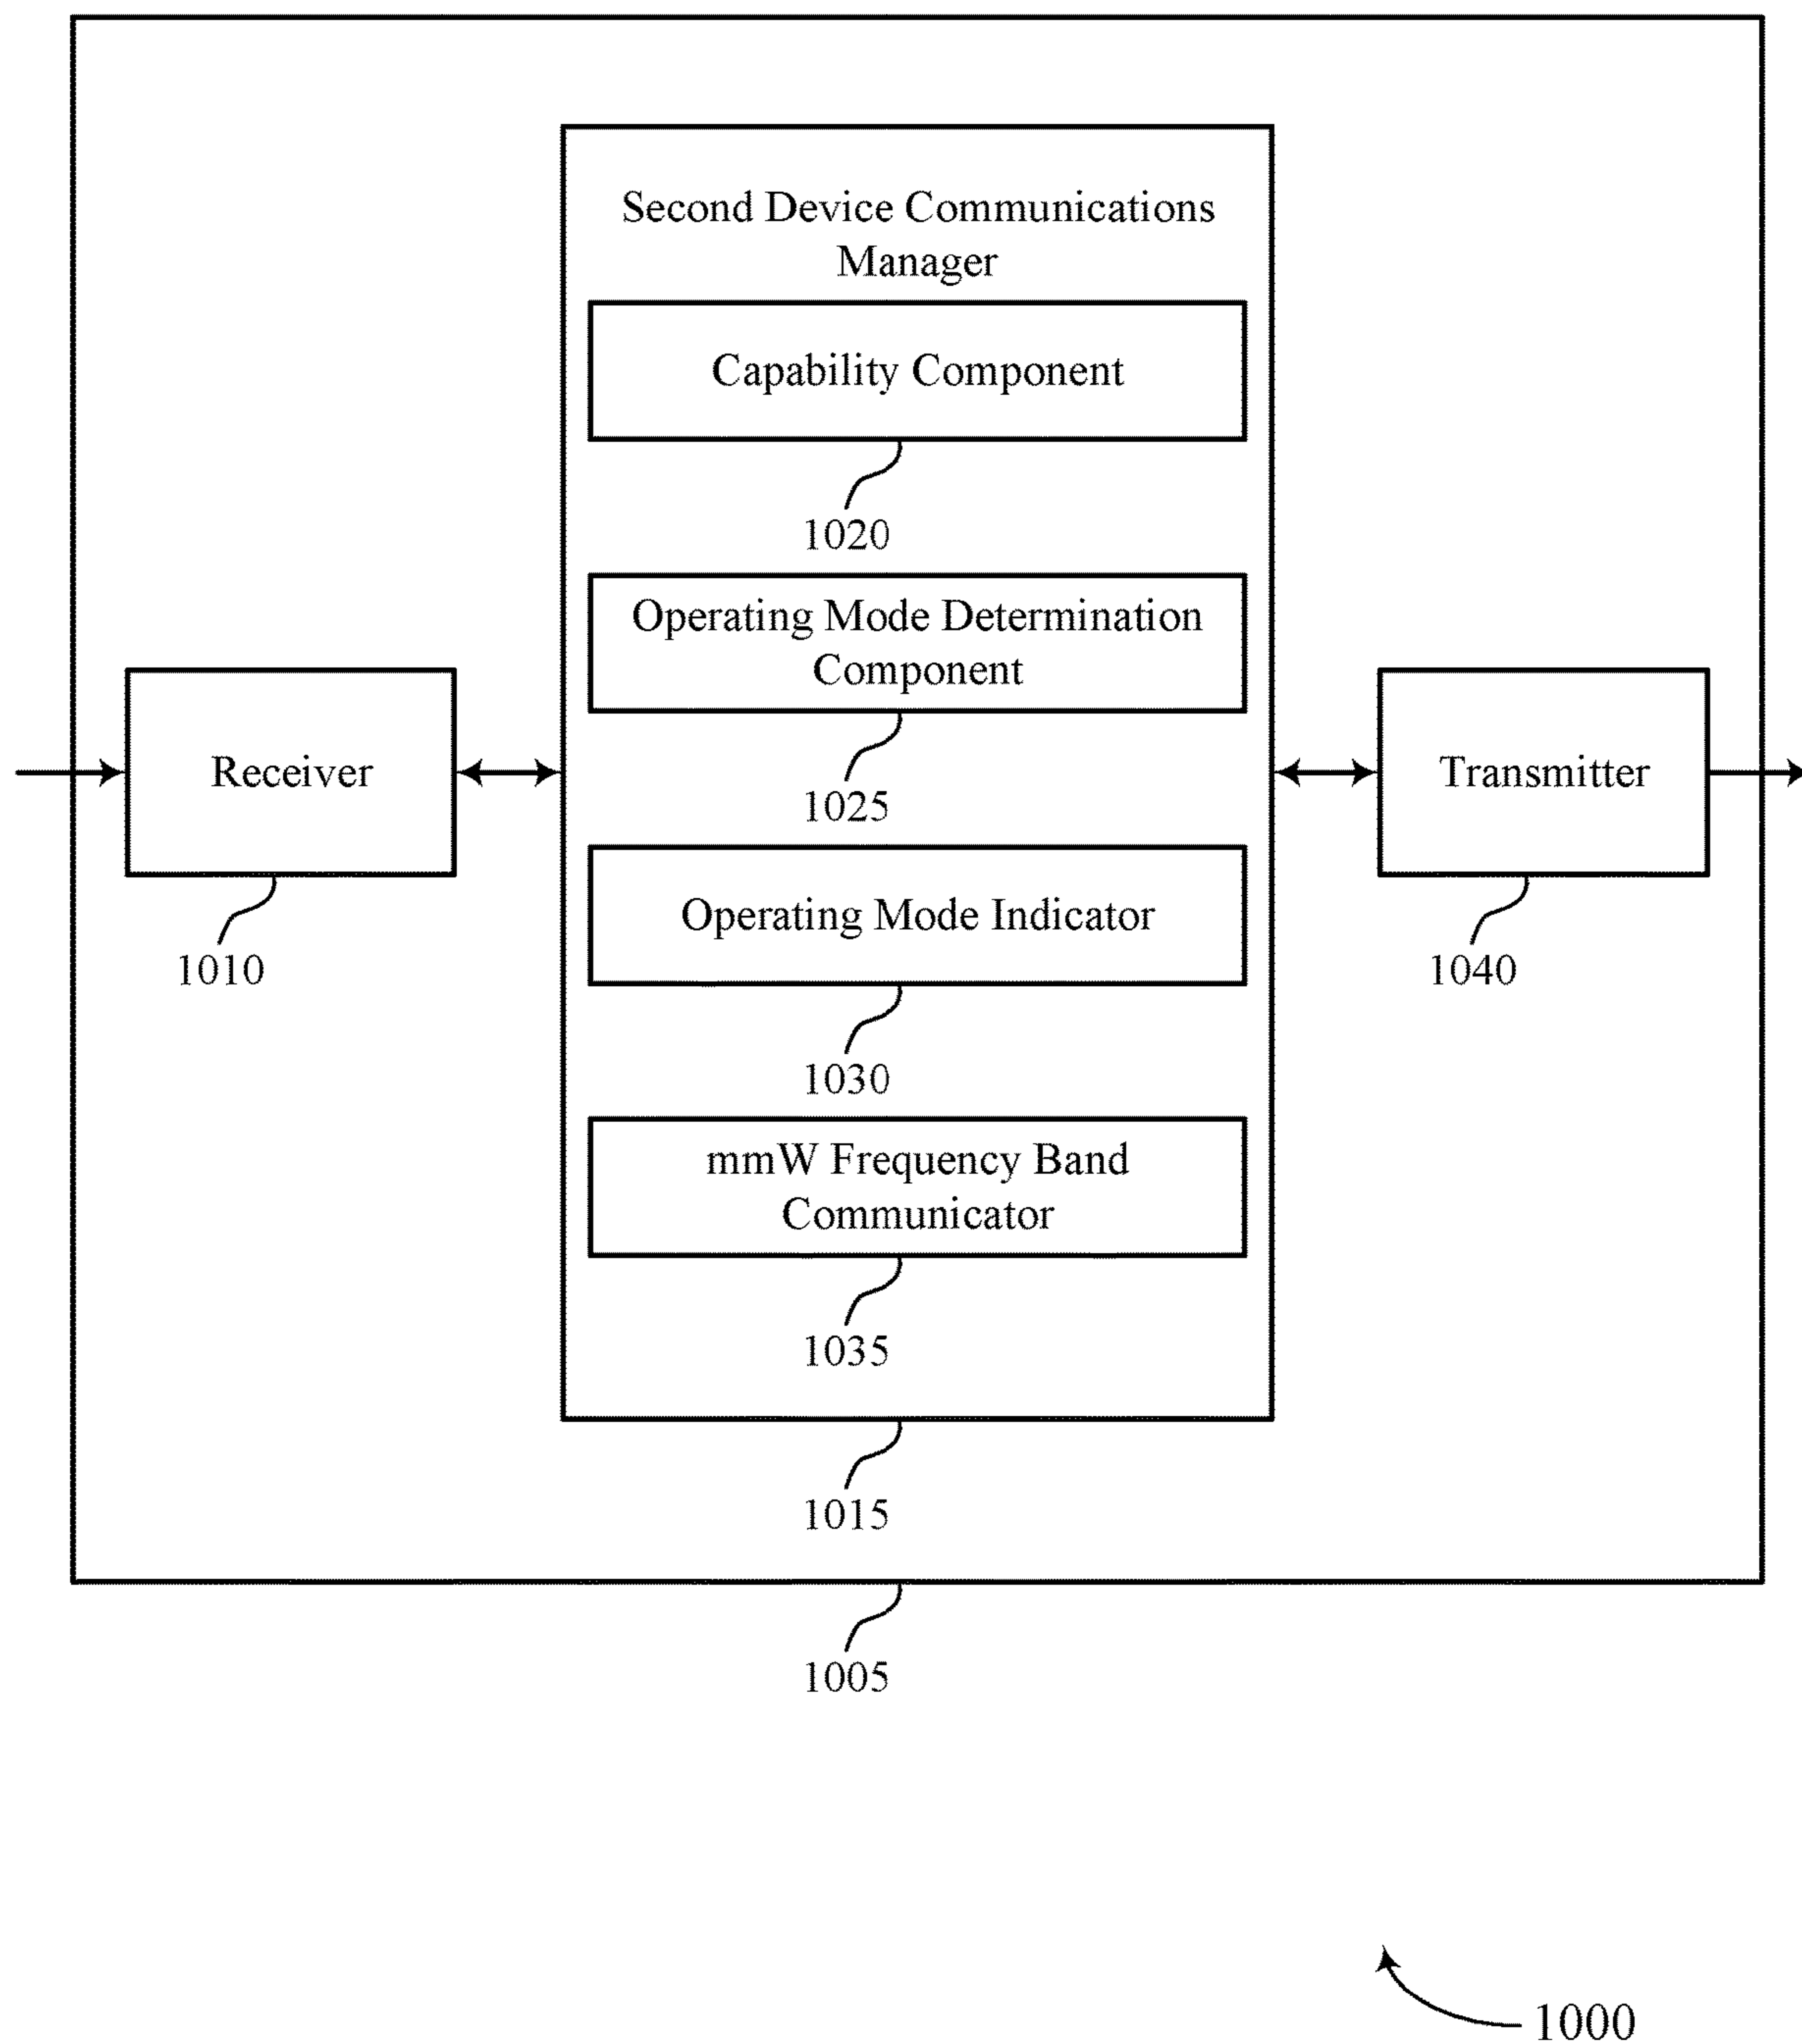 Second Device Communications
Manager
Capability Component
1020
Operating Mode Determination
Component
1025
Receiver
1010
Transmitter
1040
Operating Mode Indicator
1030
mmW Frequency Band
Communicator
1035
1015
1005
1000